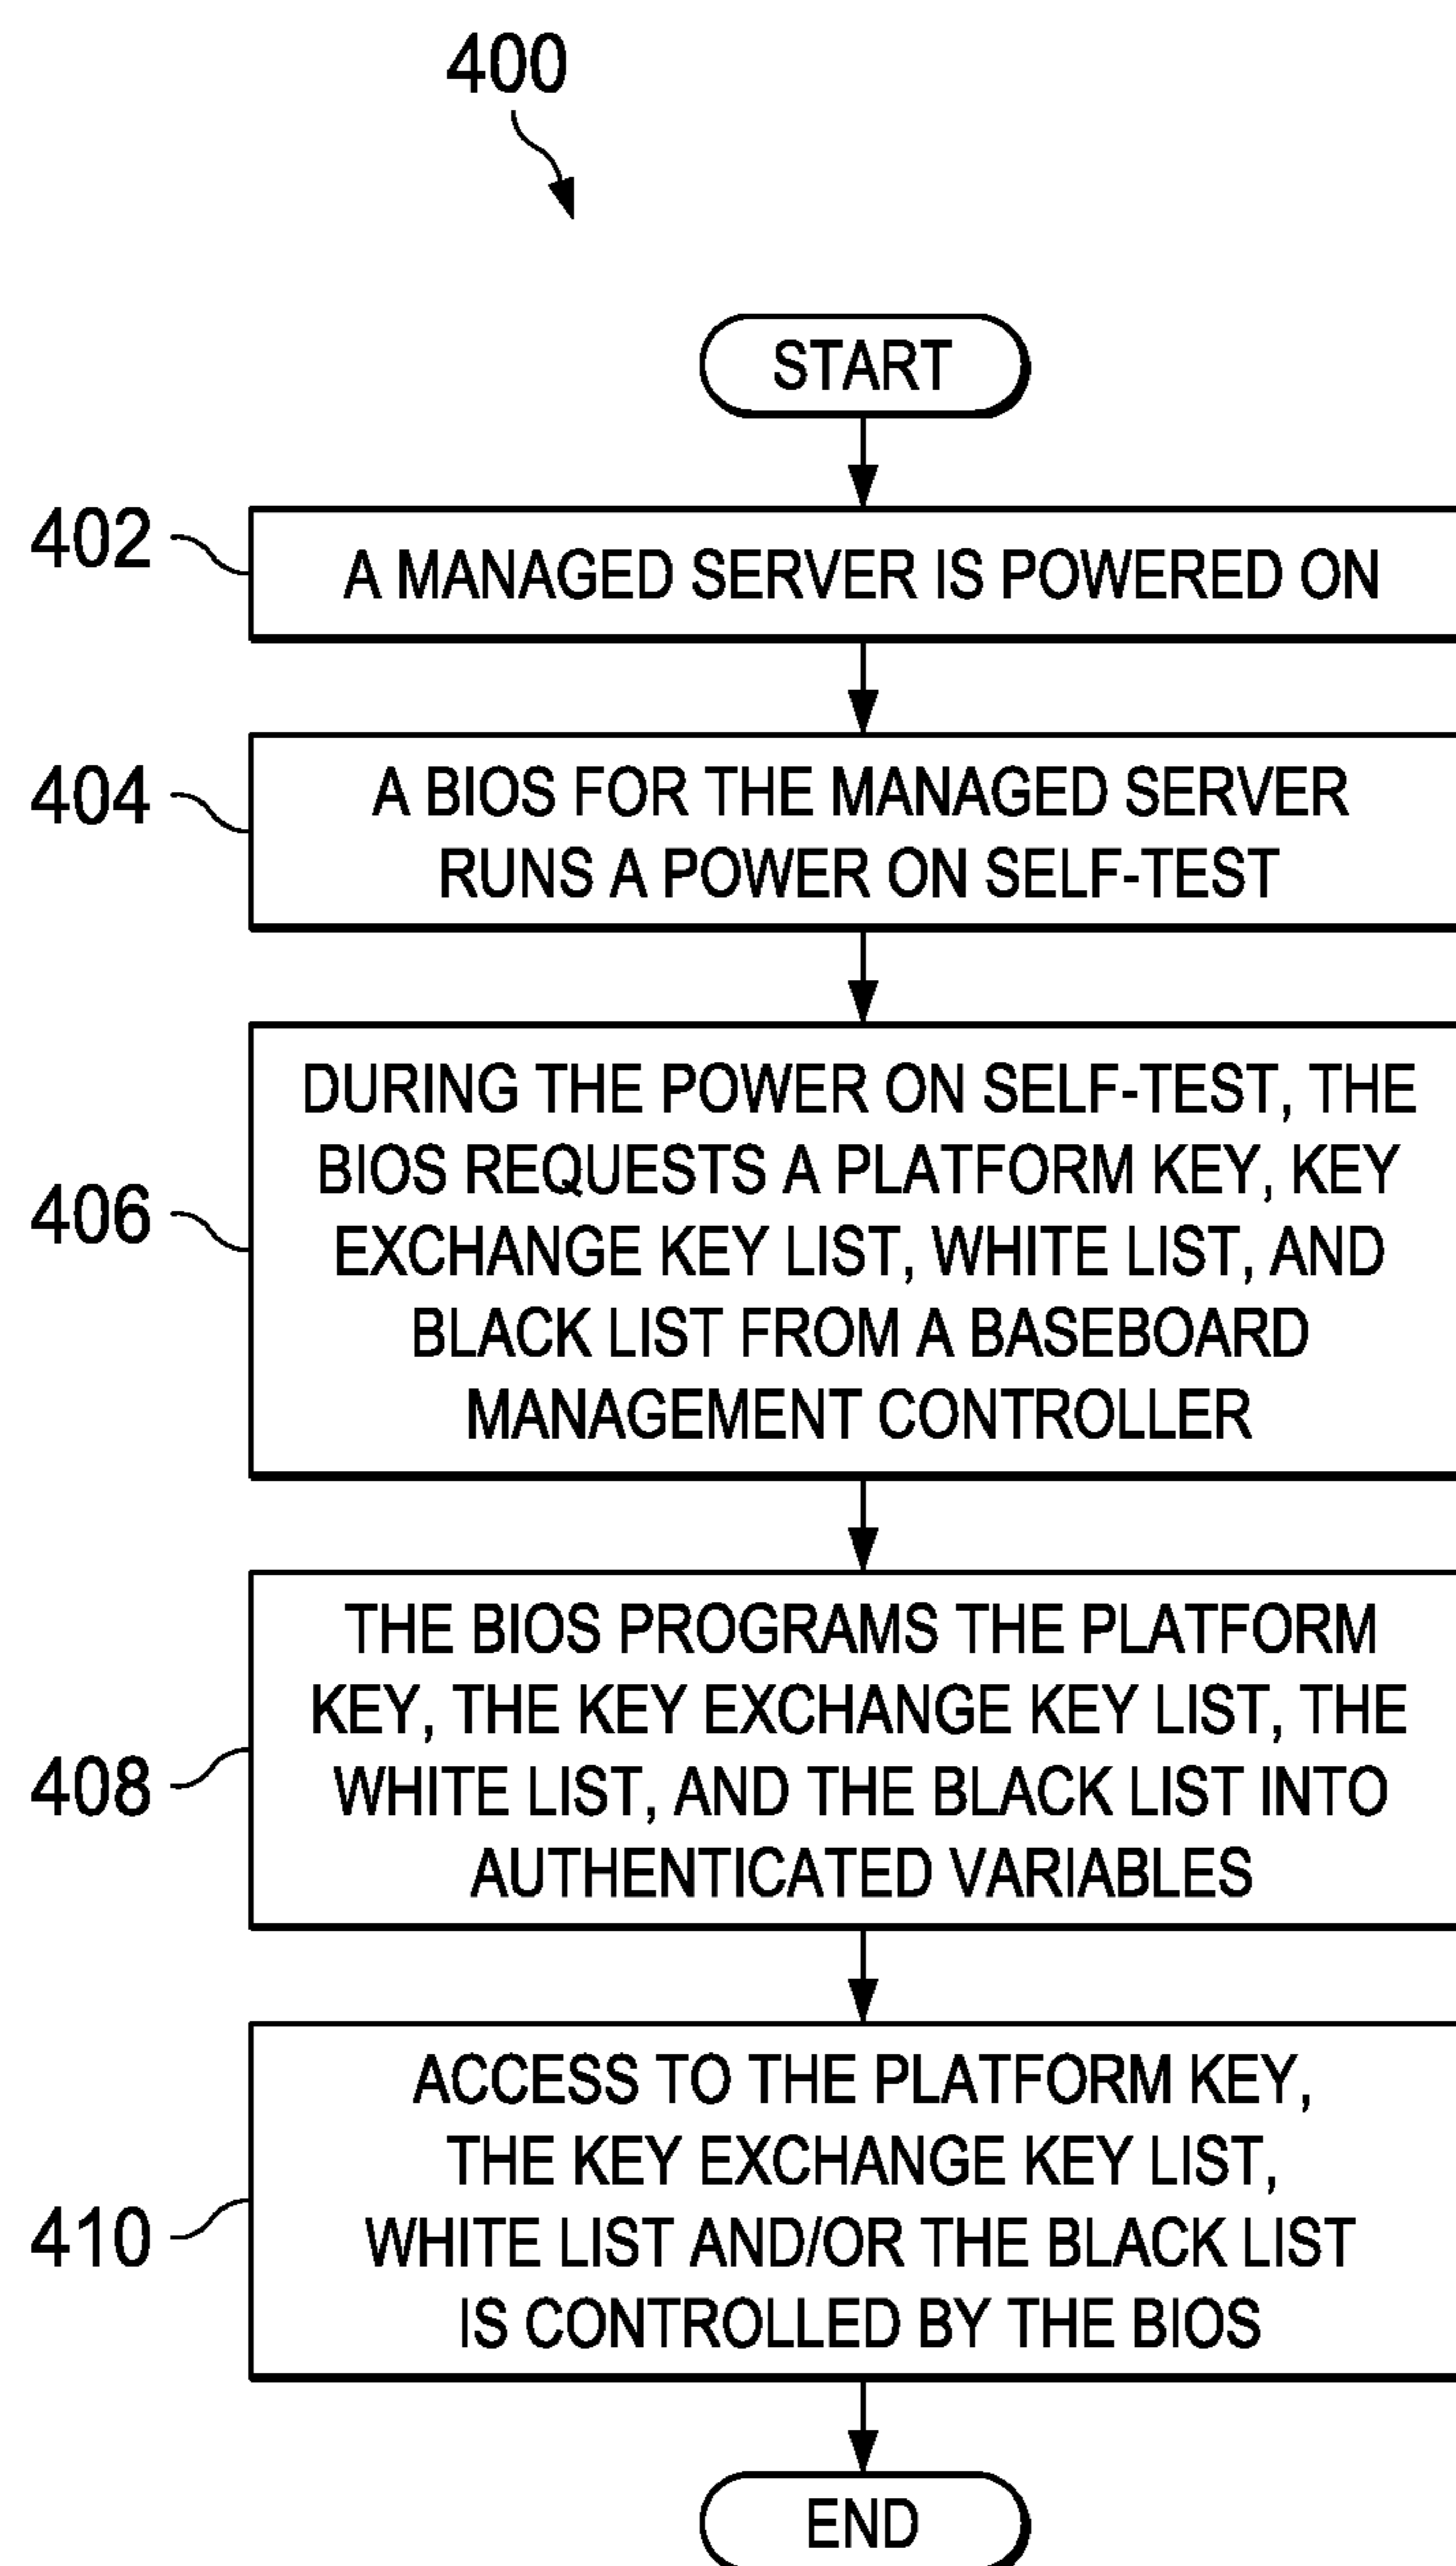 400
START
402
A MANAGED SERVER IS POWERED ON
404
A BIOS FOR THE MANAGED SERVER
RUNS A POWER ON SELF-TEST
406
DURING THE POWER ON SELF-TEST, THE
BIOS REQUESTS A PLATFORM KEY, KEY
EXCHANGE KEY LIST, WHITE LIST, AND
BLACK LIST FROM A BASEBOARD
MANAGEMENT CONTROLLER
408
THE BIOS PROGRAMS THE PLATFORM
KEY, THE KEY EXCHANGE KEY LIST, THE
WHITE LIST, AND THE BLACK LIST INTO
AUTHENTICATED VARIABLES
410
ACCESS TO THE PLATFORM KEY,
THE KEY EXCHANGE KEY LIST,
WHITE LIST AND/OR THE BLACK LIST
IS CONTROLLED BY THE BIOS
END